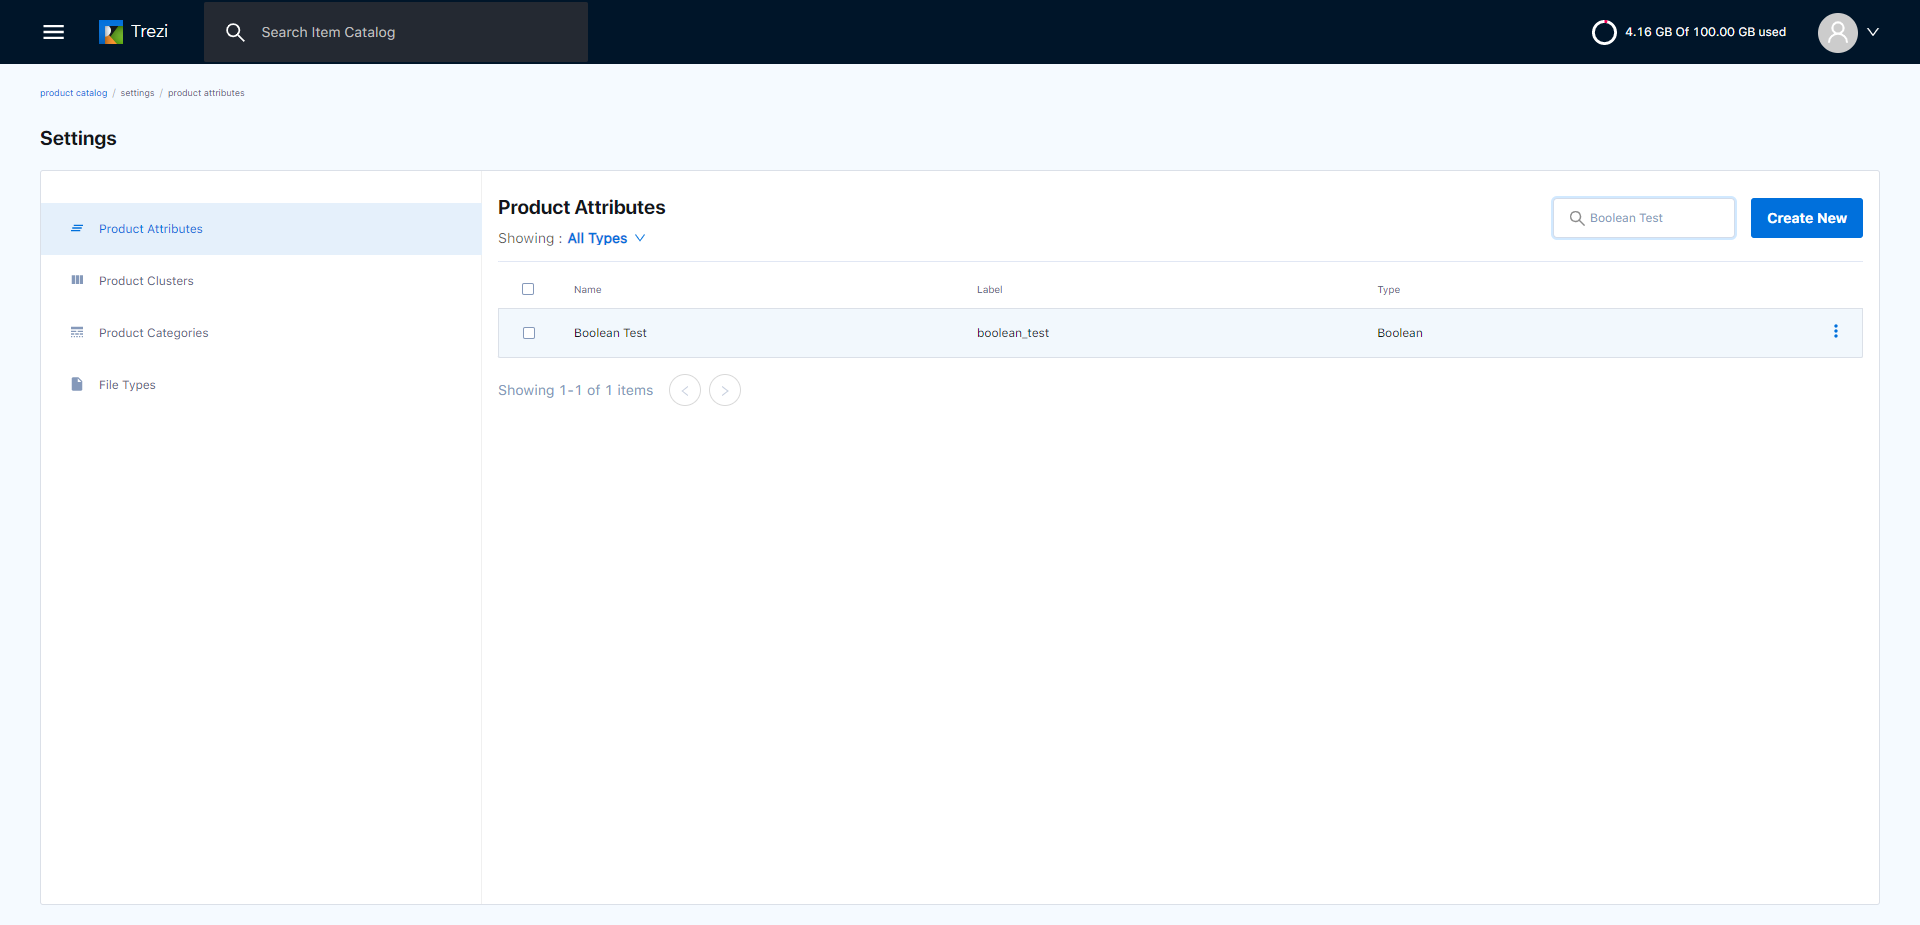 Trezi
Search Item Catalog
4.16 GB Of 100.00 GB used
product catalog / settings / product attributes
Settings
Product Attributes
Product Clusters
Product Categories
File Types
Product Attributes
Showing : All Types
Boolean Test
Create New
Name Label Type
Boolean Test boolean_test Boolean
Showing 1-1 of 1 items < >